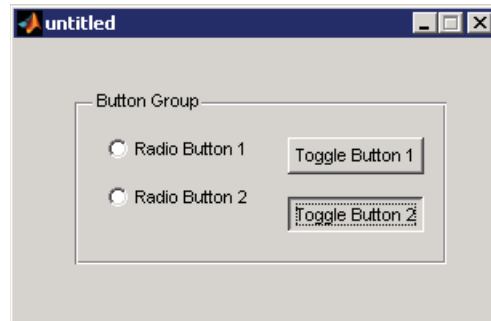 untitled
Button Group
Radio Button 1
Toggle Button 1
Radio Button 2
Toggle Button 2